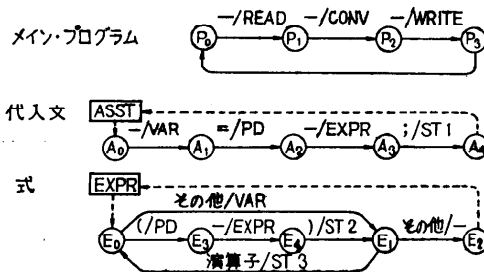 メイン・プログラム P₀ -/READ P₁ -/CONV P₂ -/WRITE P₃
代入文 ASST
A₀ -/VAR A₁ =/PD A₂ -/EXPR A₃ ;/ST1 A₄
式 EXPR
その他/VAR
E₀ (/PD E₃ -/EXPR E₄ )/ST2 E₁ その他/- E₂
演算子/ST3